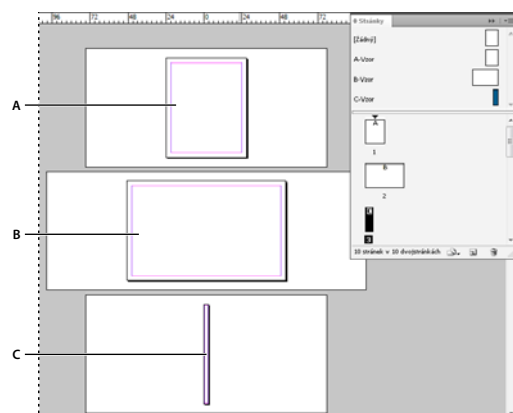 96 72 48 24 0 24 48 72
Stránky
[Žádný]
A-Vzor
B-Vzor
C-Vzor
A
1
B
2
3
10 stránek v 10 dvojstránkách
A
B
C